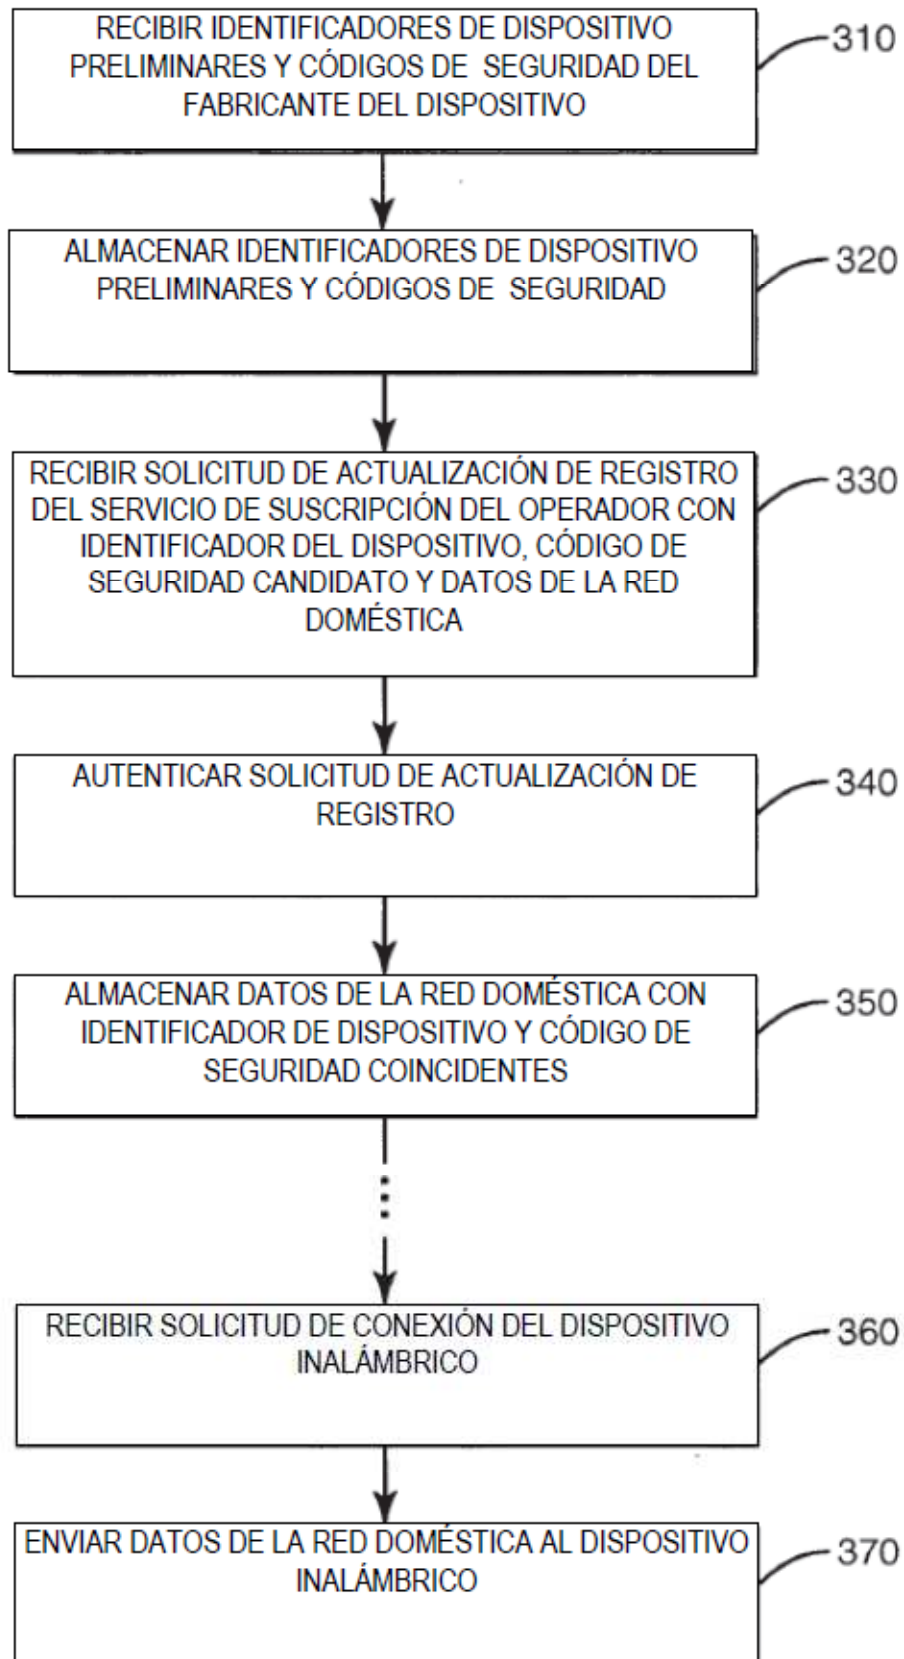 RECIBIR IDENTIFICADORES DE DISPOSITIVO
PRELIMINARES Y CÓDIGOS DE SEGURIDAD DEL
FABRICANTE DEL DISPOSITIVO
310
ALMACENAR IDENTIFICADORES DE DISPOSITIVO
PRELIMINARES Y CÓDIGOS DE SEGURIDAD
320
RECIBIR SOLICITUD DE ACTUALIZACIÓN DE REGISTRO
DEL SERVICIO DE SUSCRIPCIÓN DEL OPERADOR CON
IDENTIFICADOR DEL DISPOSITIVO, CÓDIGO DE
SEGURIDAD CANDIDATO Y DATOS DE LA RED
DOMÉSTICA
330
AUTENTICAR SOLICITUD DE ACTUALIZACIÓN DE
REGISTRO
340
ALMACENAR DATOS DE LA RED DOMÉSTICA CON
IDENTIFICADOR DE DISPOSITIVO Y CÓDIGO DE
SEGURIDAD COINCIDENTES
350
RECIBIR SOLICITUD DE CONEXIÓN DEL DISPOSITIVO
INALÁMBRICO
360
ENVIAR DATOS DE LA RED DOMÉSTICA AL DISPOSITIVO
INALÁMBRICO
370